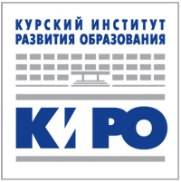 КУРСКИЙ ИНСТИТУТ
РАЗВИТИЯ ОБРАЗОВАНИЯ
КИРО